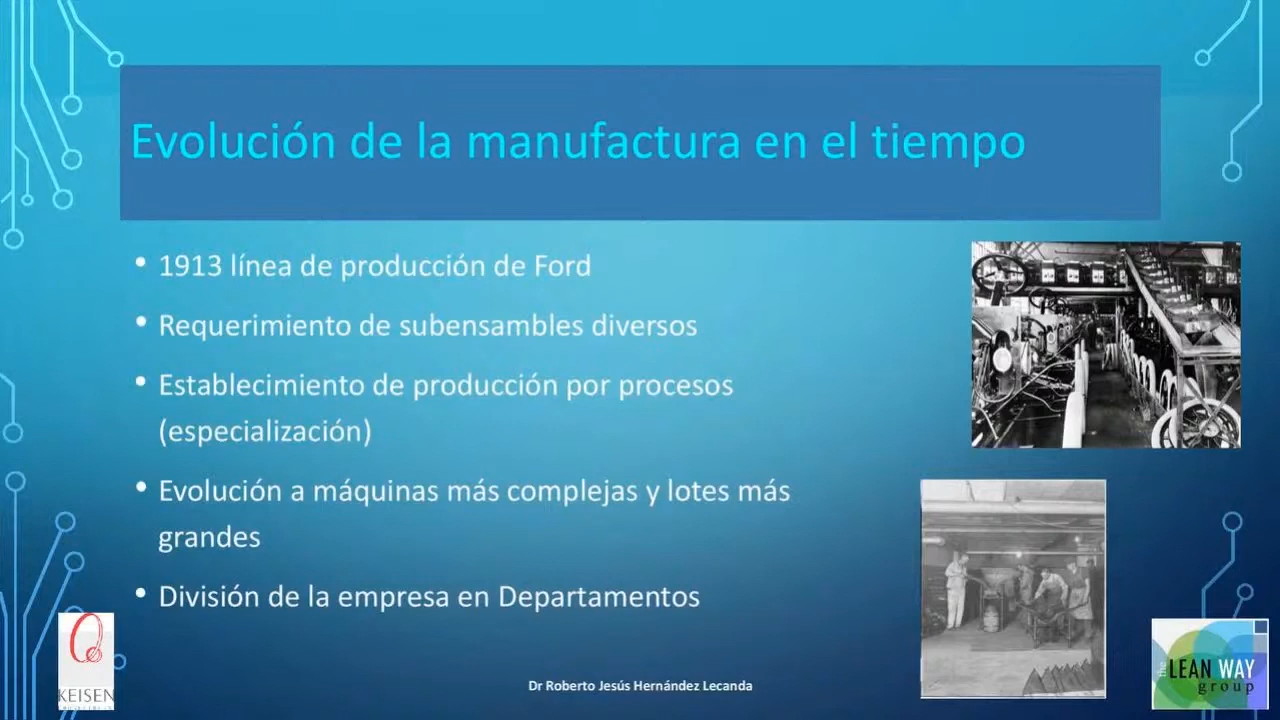 Evolución de la manufactura en el tiempo
• 1913 línea de producción de Ford
• Requerimiento de subensambles diversos
• Establecimiento de producción por procesos
(especialización)
• Evolución a máquinas más complejas y lotes más
grandes
• División de la empresa en Departamentos
KEISEN
Dr Roberto Jesús Hernández Lecanda
the LEAN WAY
group